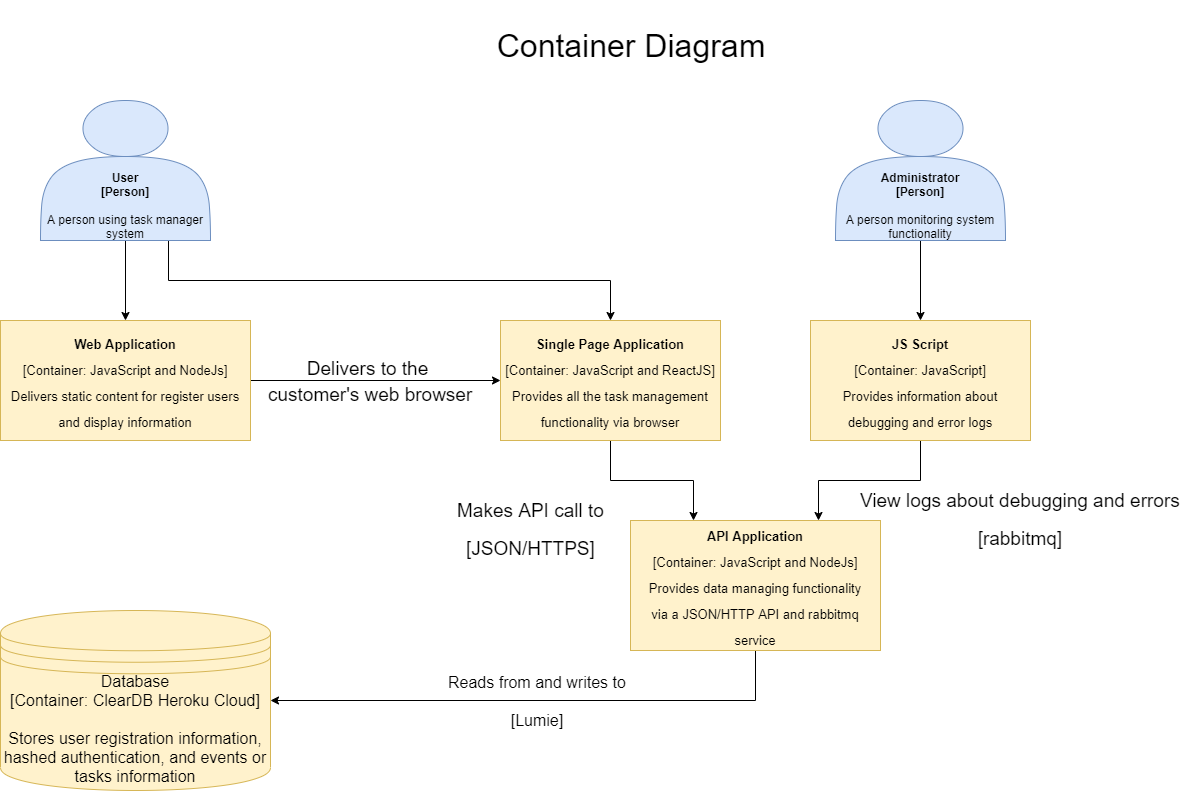 Container Diagram
User
[Person]
A person using task manager
system
Administrator
[Person]
A person monitoring system
functionality
Web Application
[Container: JavaScript and NodeJs]
Delivers static content for register users
and display information
Delivers to the
customer's web browser
Single Page Application
[Container: JavaScript and ReactJS]
Provides all the task management
functionality via browser
JS Script
[Container: JavaScript]
Provides information about
debugging and error logs
Makes API call to
[JSON/HTTPS]
View logs about debugging and errors
[rabbitmq]
API Application
[Container: JavaScript and NodeJs]
Provides data managing functionality
via a JSON/HTTP API and rabbitmq
service
Reads from and writes to
[Lumie]
Database
[Container: ClearDB Heroku Cloud]
Stores user registration information,
hashed authentication, and events or
tasks information